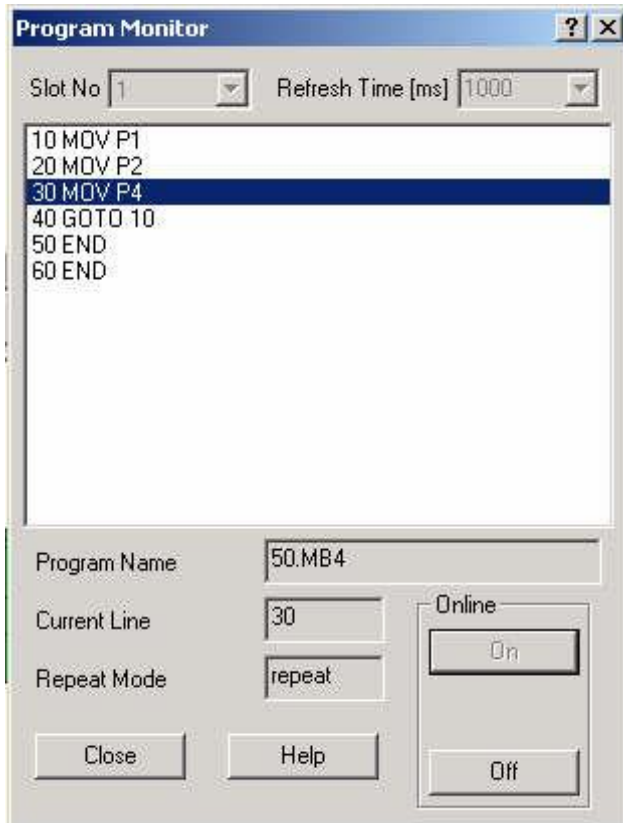 Program Monitor
Slot No 1 Refresh Time [ms] 1000
10 MOV P1
20 MOV P2
30 MOV P4
40 GOTO 10
50 END
60 END
Program Name 50.MB4
Current Line 30
Repeat Mode repeat
Online
On
Off
Close Help